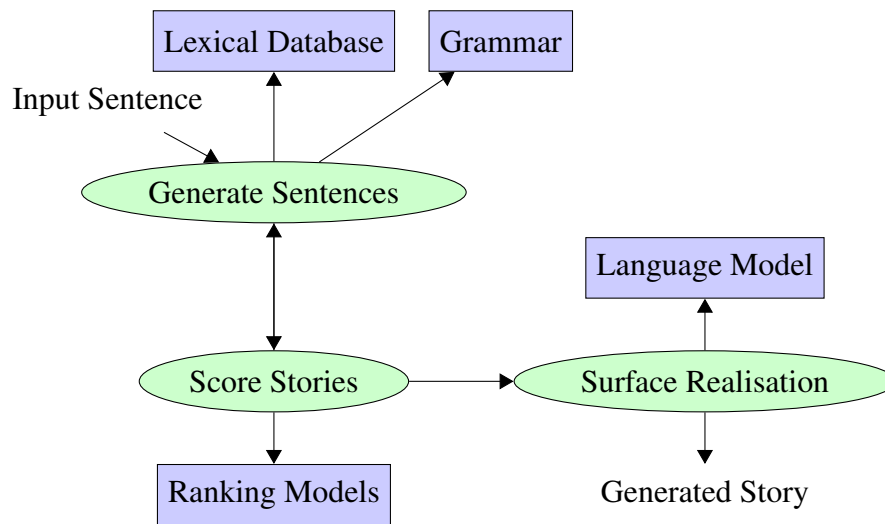 Lexical Database
Grammar
Input Sentence
Generate Sentences
Language Model
Score Stories
Surface Realisation
Ranking Models
Generated Story